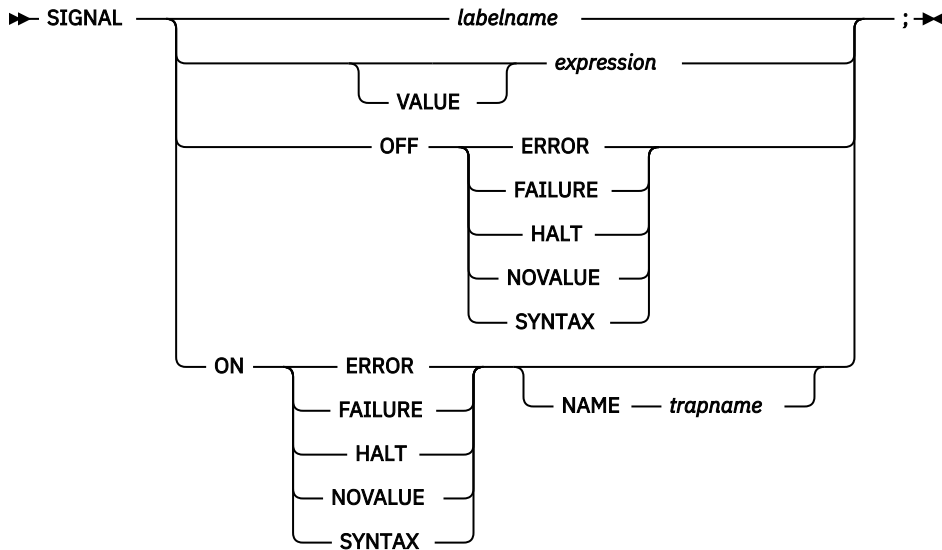 SIGNAL labelname ;
expression
VALUE
OFF ERROR
FAILURE
HALT
NOVALUE
SYNTAX
ON ERROR
FAILURE NAME trapname
HALT
NOVALUE
SYNTAX